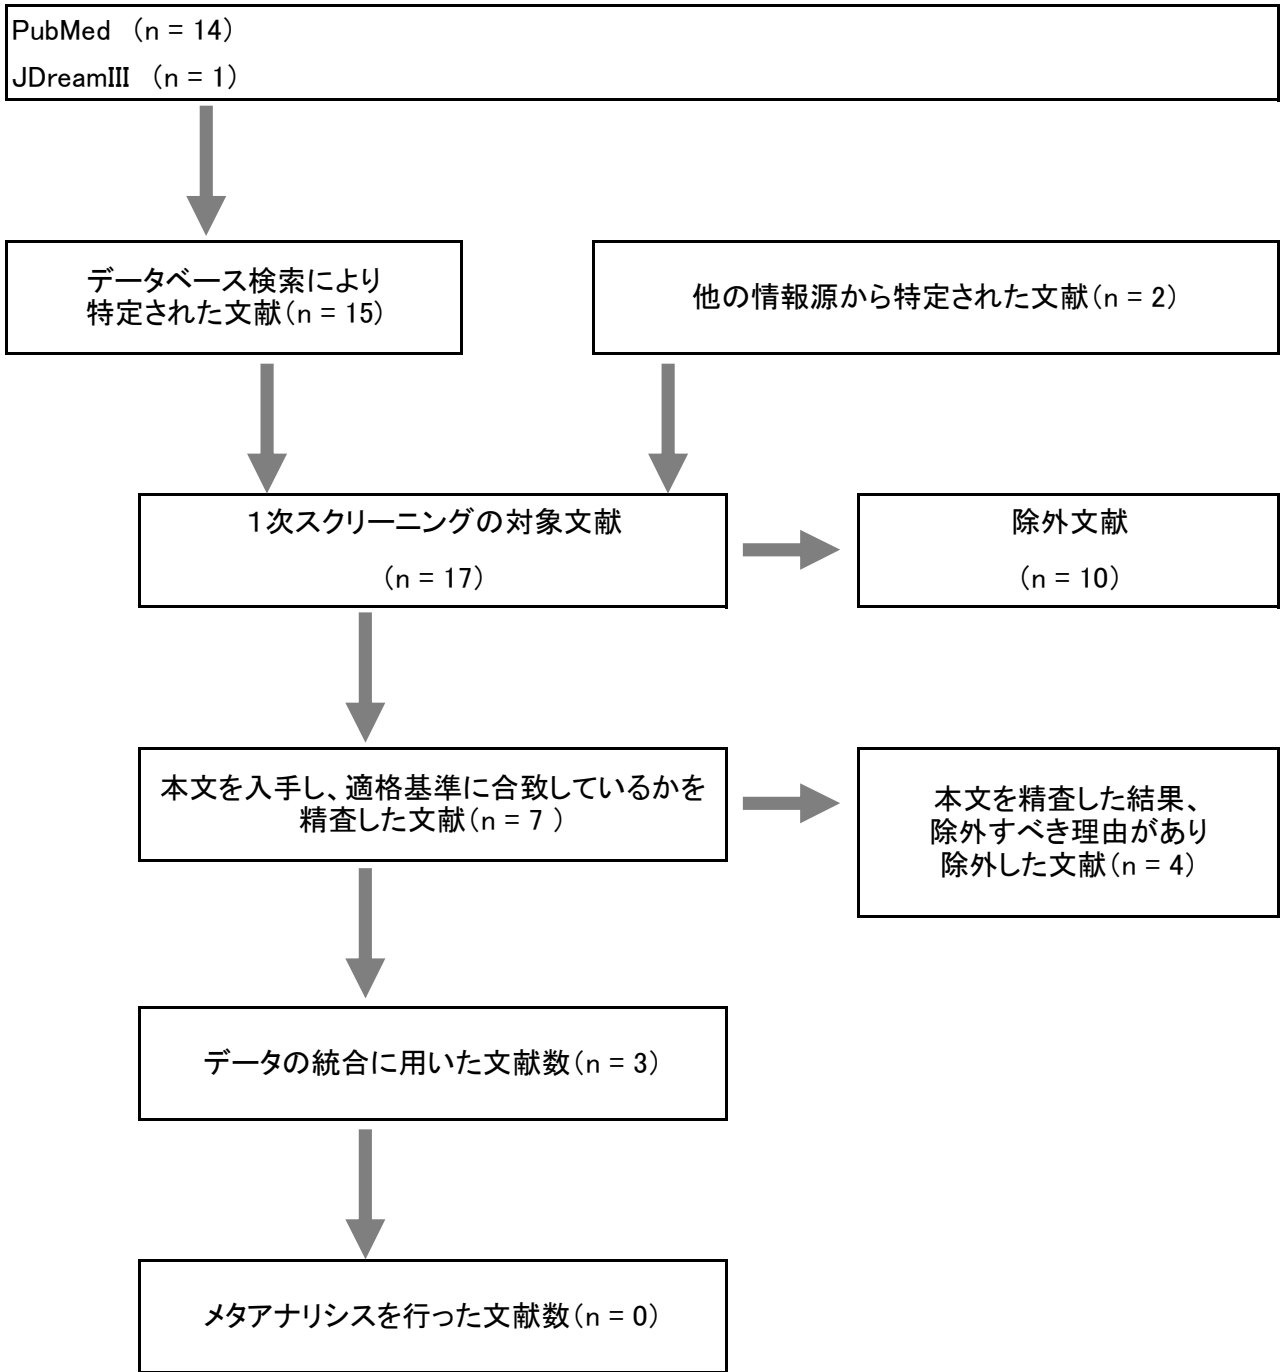 PubMed （n = 14）
JDreamIII （n = 1）
データベース検索により
特定された文献（n = 15）
他の情報源から特定された文献（n = 2）
１次スクリーニングの対象文献
（n = 17）
除外文献
（n = 10）
本文を入手し、適格基準に合致しているかを
精査した文献（n = 7 ）
本文を精査した結果、
除外すべき理由があり
除外した文献（n = 4）
データの統合に用いた文献数（n = 3）
メタアナリシスを行った文献数（n = 0）